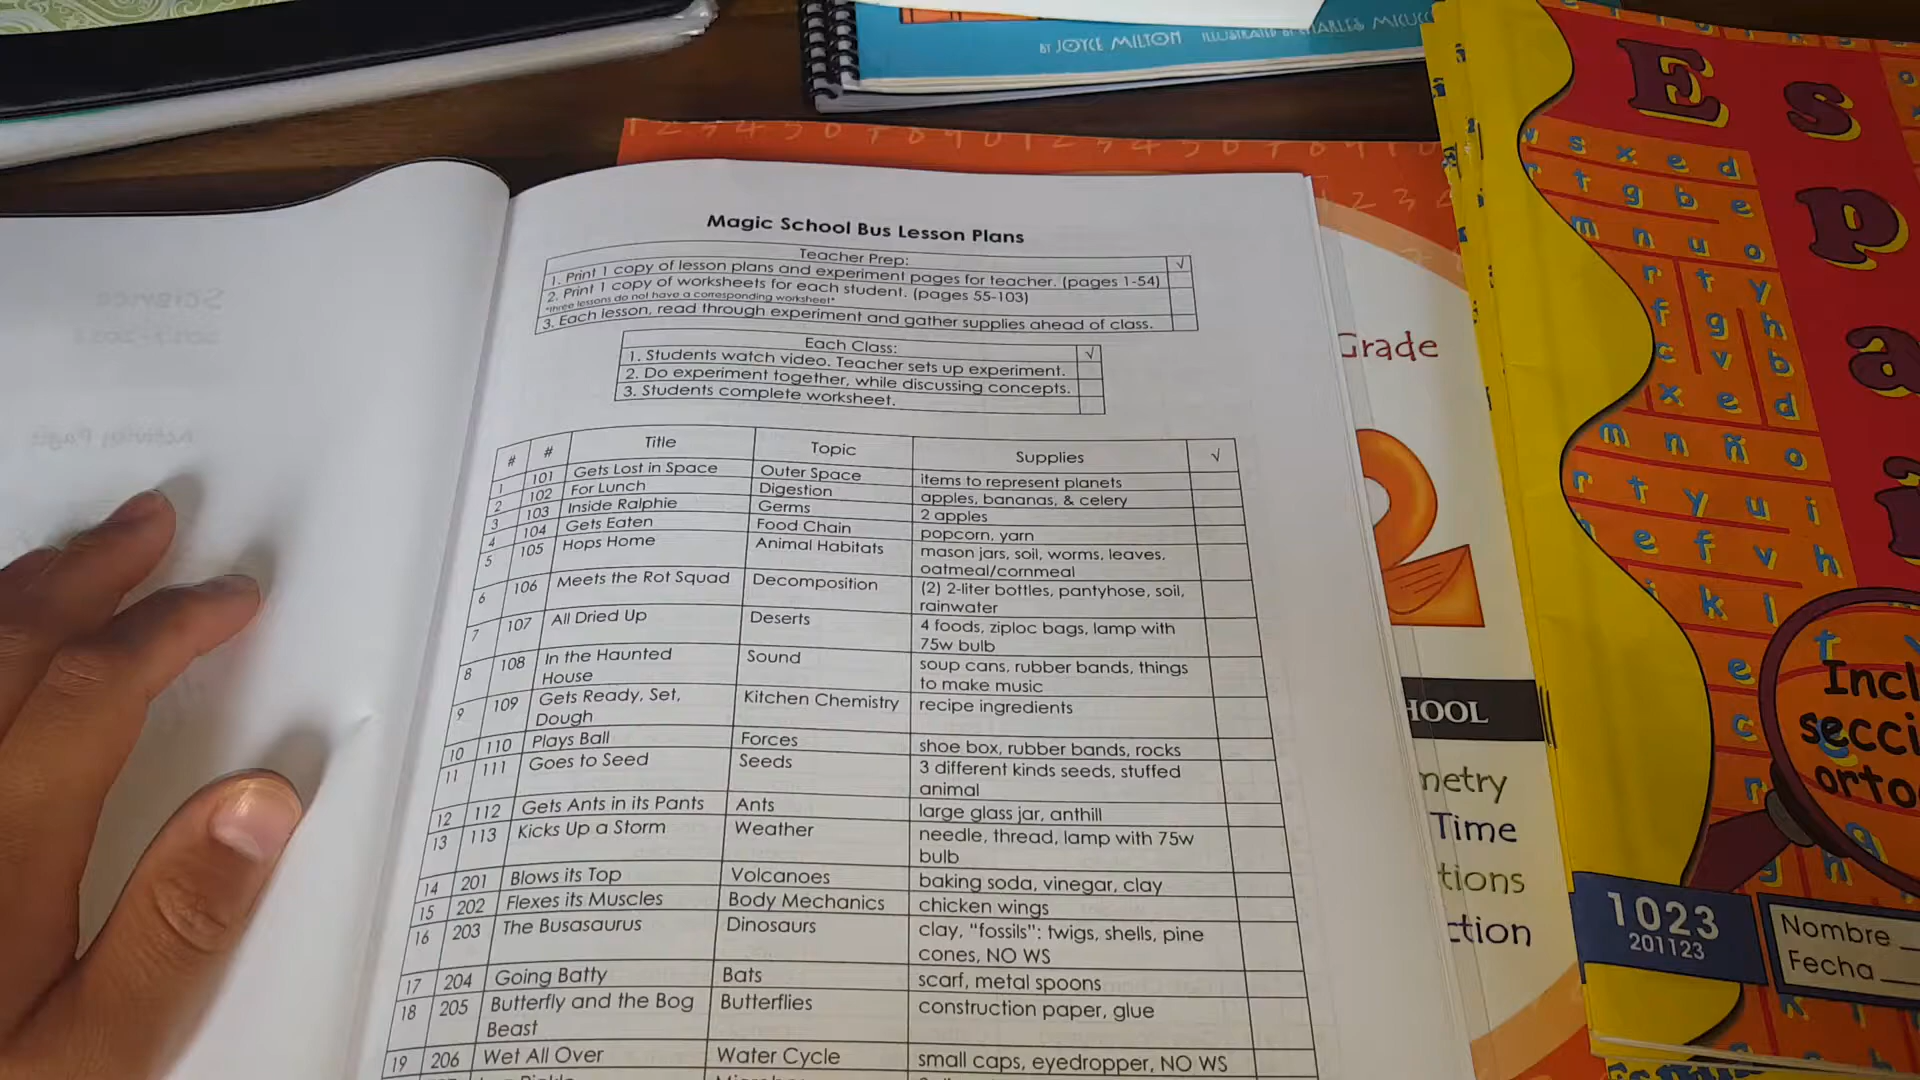 BY JOYCE MILTON ILLUSTRATED BY CHARLES MICUCCI
Magic School Bus Lesson Plans
Teacher Prep: √
1. Print 1 copy of lesson plans and experiment pages for teacher. (pages 1-54)
2. Print 1 copy of worksheets for each student. (pages 55-103)
*three lessons do not have a corresponding worksheet*
3. Each lesson, read through experiment and gather supplies ahead of class.
Each Class: √
1. Students watch video. Teacher sets up experiment.
2. Do experiment together, while discussing concepts.
3. Students complete worksheet.
# # Title Topic Supplies √
1 101 Gets Lost in Space Outer Space items to represent planets
2 102 For Lunch Digestion apples, bananas, & celery
3 103 Inside Ralphie Germs 2 apples
4 104 Gets Eaten Food Chain popcorn, yarn
5 105 Hops Home Animal Habitats mason jars, soil, worms, leaves,
oatmeal/cornmeal
6 106 Meets the Rot Squad Decomposition (2) 2-liter bottles, pantyhose, soil,
rainwater
7 107 All Dried Up Deserts 4 foods, ziploc bags, lamp with
75w bulb
8 108 In the Haunted Sound soup cans, rubber bands, things
House to make music
9 109 Gets Ready, Set, Kitchen Chemistry recipe ingredients
Dough
10 110 Plays Ball Forces shoe box, rubber bands, rocks
11 111 Goes to Seed Seeds 3 different kinds seeds, stuffed
animal
12 112 Gets Ants in its Pants Ants large glass jar, anthill
13 113 Kicks Up a Storm Weather needle, thread, lamp with 75w
bulb
14 201 Blows its Top Volcanoes baking soda, vinegar, clay
15 202 Flexes its Muscles Body Mechanics chicken wings
16 203 The Busasaurus Dinosaurs clay, "fossils": twigs, shells, pine
cones, NO WS
17 204 Going Batty Bats scarf, metal spoons
18 205 Butterfly and the Bog Butterflies construction paper, glue
Beast
19 206 Wet All Over Water Cycle small caps, eyedropper, NO WS
Grade
2
HOOL
metry
Time
tions
ction
E
s
p
a
Incl
secci
orto
1023
201123
Nombre
Fecha